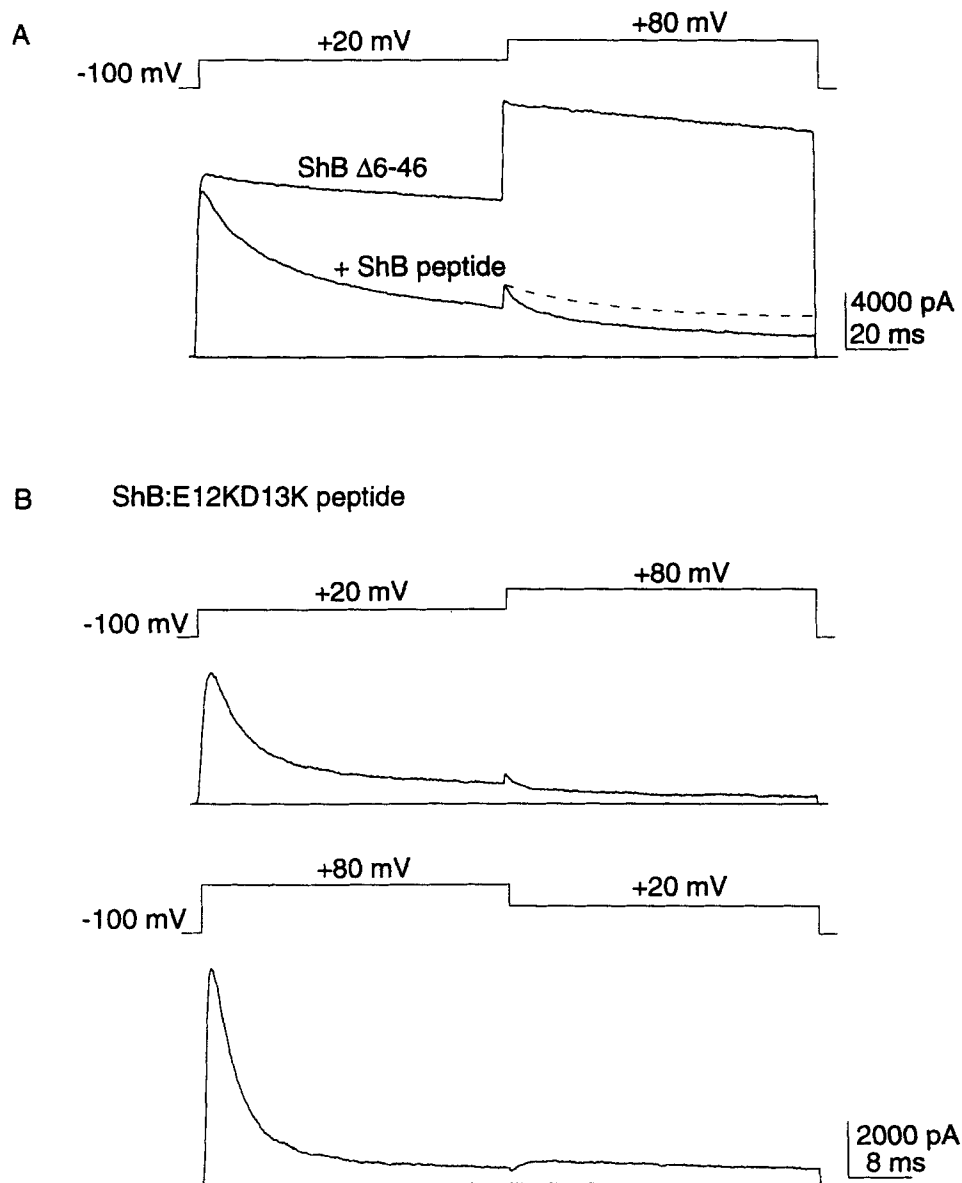 A
+20 mV
+80 mV
-100 mV
ShB Δ6-46
+ ShB peptide
4000 pA
20 ms
B
ShB:E12KD13K peptide
+20 mV
+80 mV
-100 mV
+80 mV
+20 mV
-100 mV
2000 pA
8 ms